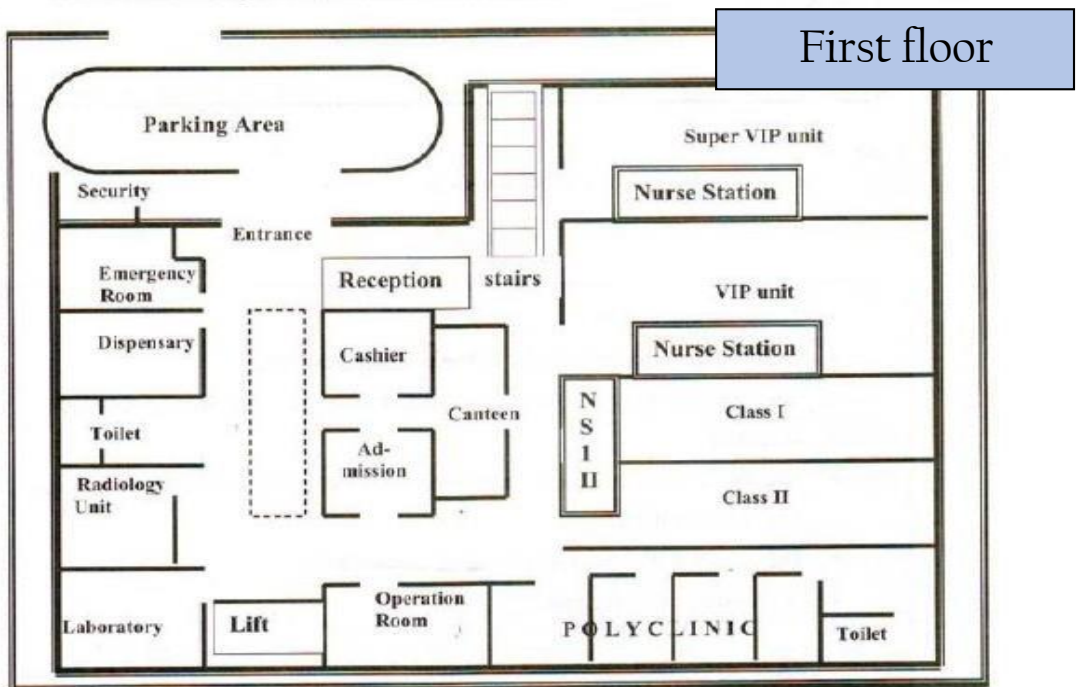 First floor
Parking Area
Super VIP unit
Security
Nurse Station
Entrance
Emergency
Room
Reception
stairs
VIP unit
Dispensary
Cashier
Nurse Station
Toilet
Canteen
N
S
I
II
Class I
Ad-
mission
Radiology
Unit
Class II
Laboratory
Lift
Operation
Room
POLYCLINIC
Toilet